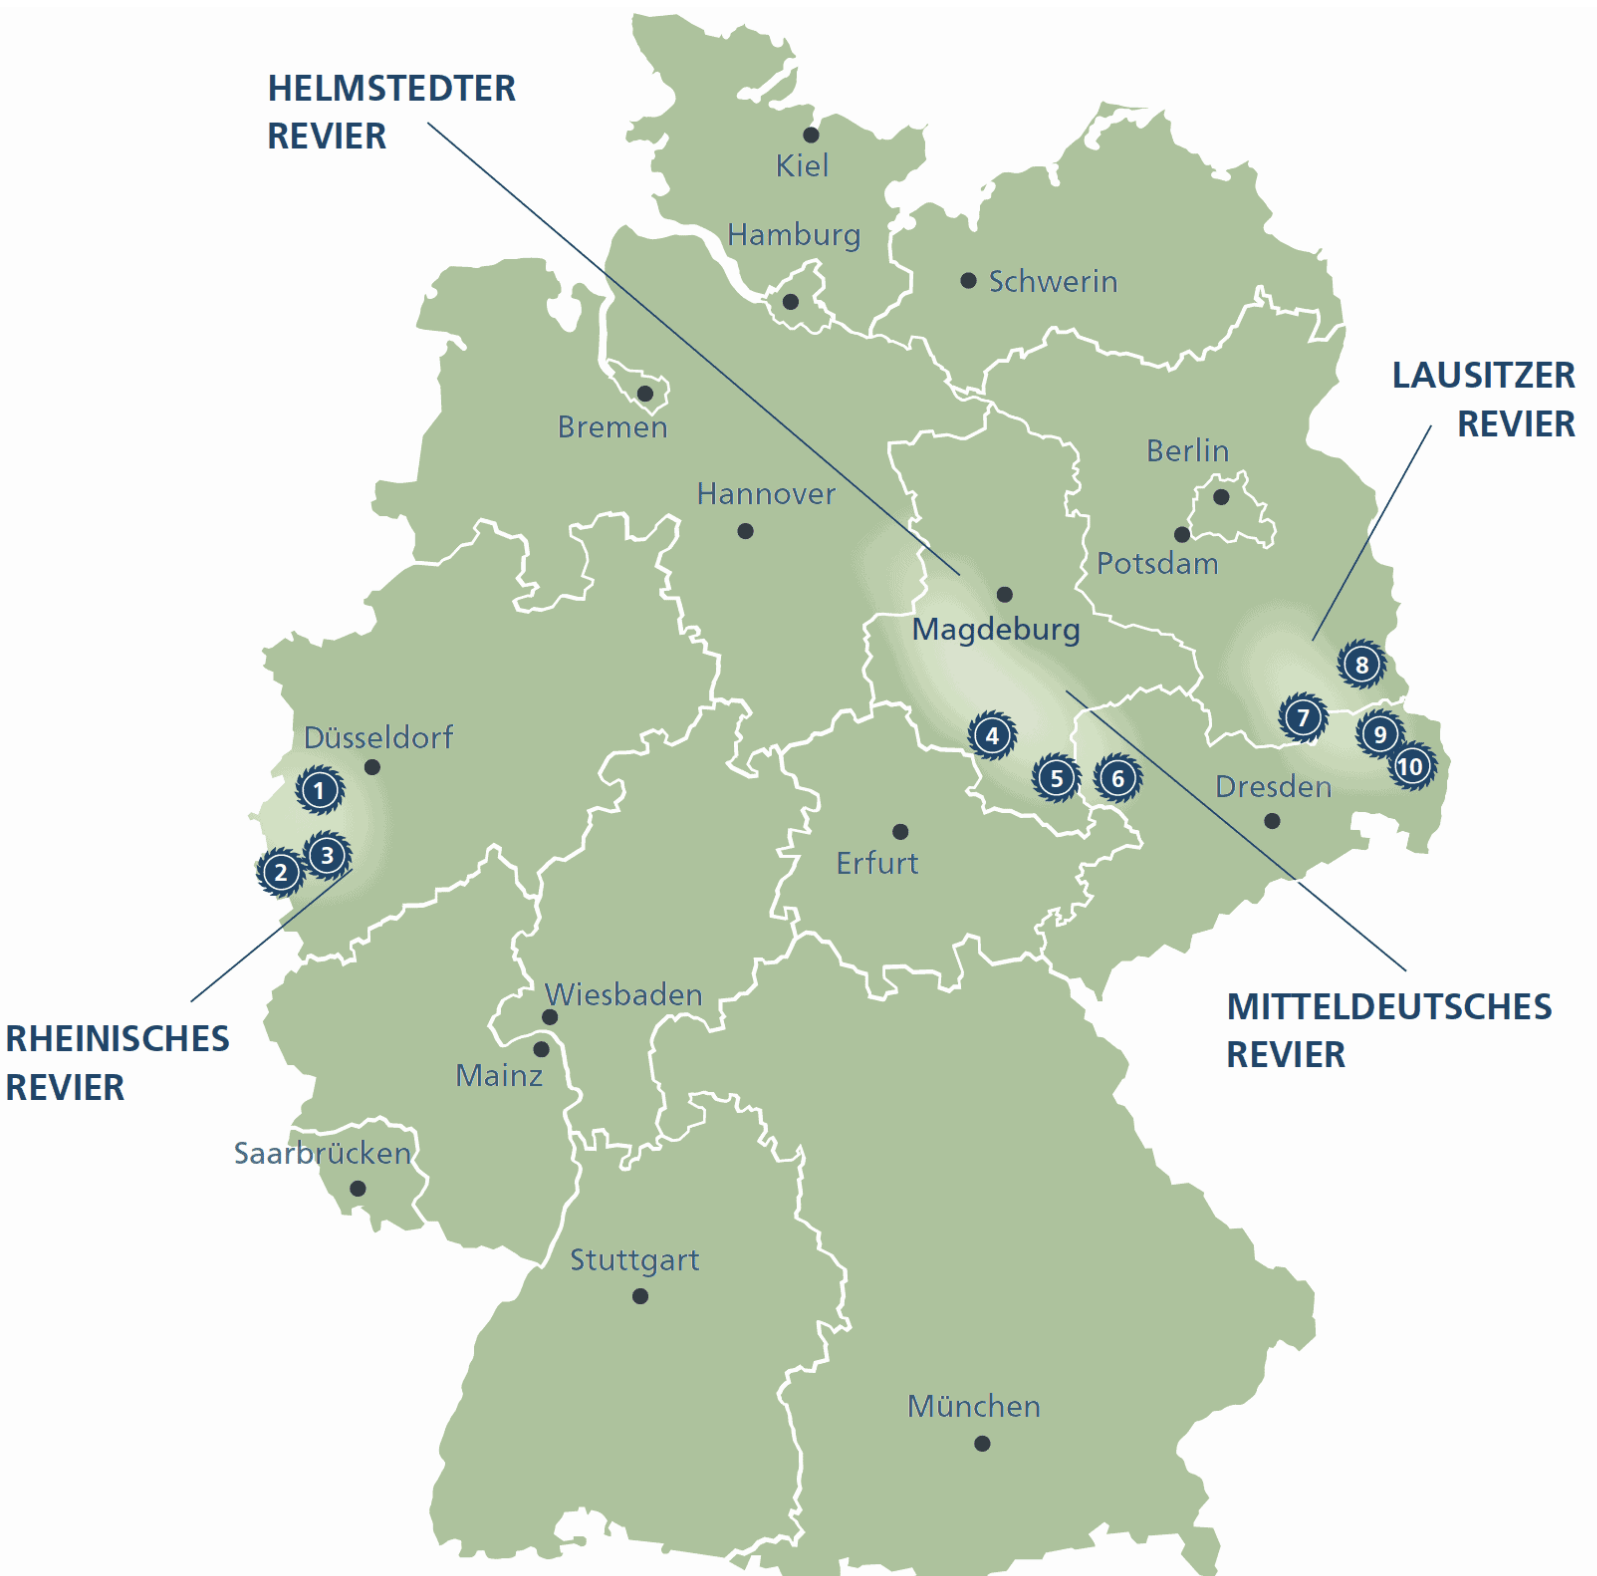 HELMSTEDTER
REVIER
Kiel
Hamburg
Schwerin
LAUSITZER
REVIER
Bremen
Berlin
Hannover
Potsdam
Magdeburg
8
7
9
10
Düsseldorf
4
5
6
1
Dresden
3
2
Erfurt
Wiesbaden
MITTELDEUTSCHES
REVIER
RHEINISCHES
REVIER
Mainz
Saarbrücken
Stuttgart
München